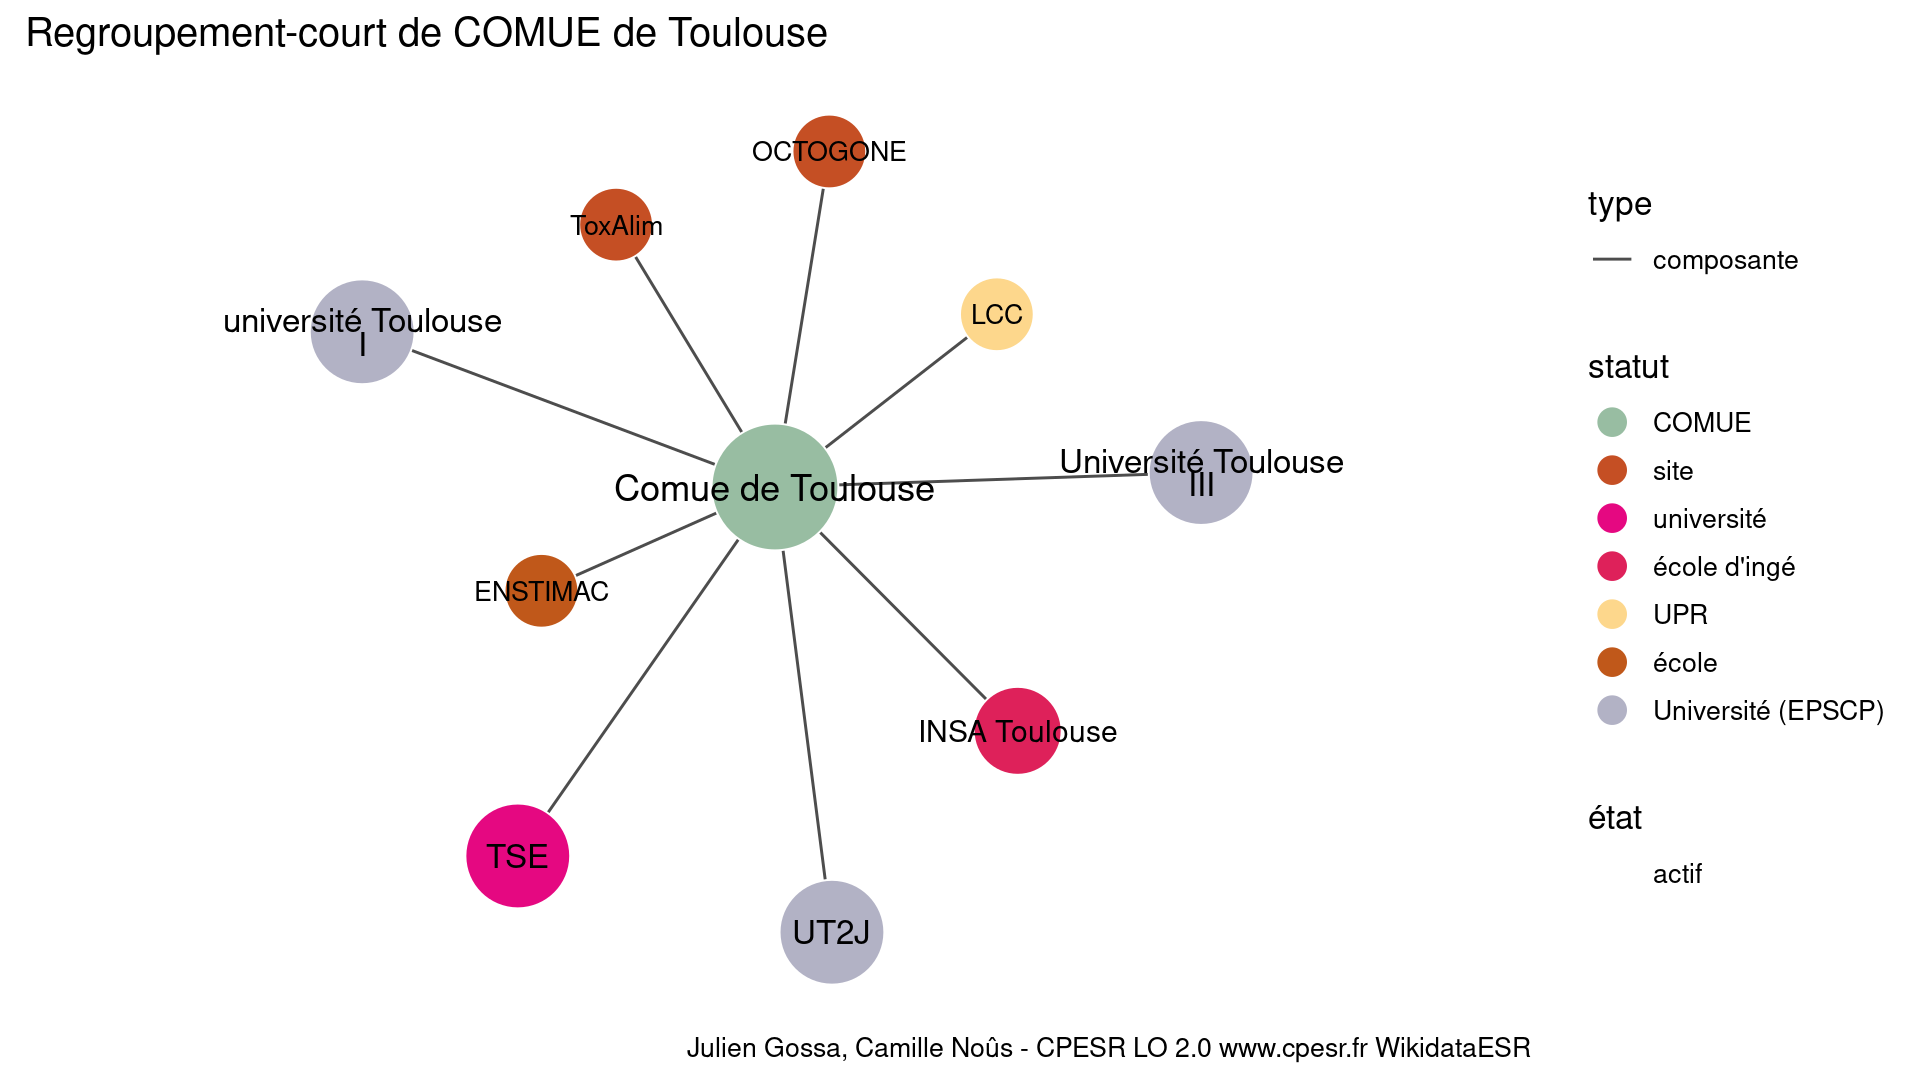 Regroupement-court de COMUE de Toulouse
OCTOGONE
ToxAlim
université Toulouse
I
LCC
Université Toulouse
III
Comue de Toulouse
ENSTIMAC
INSA Toulouse
TSE
UT2J
type
composante
statut
COMUE
site
université
école d'ingé
UPR
école
Université (EPSCP)
état
actif
Julien Gossa, Camille Noûs - CPESR LO 2.0 www.cpesr.fr WikidataESR